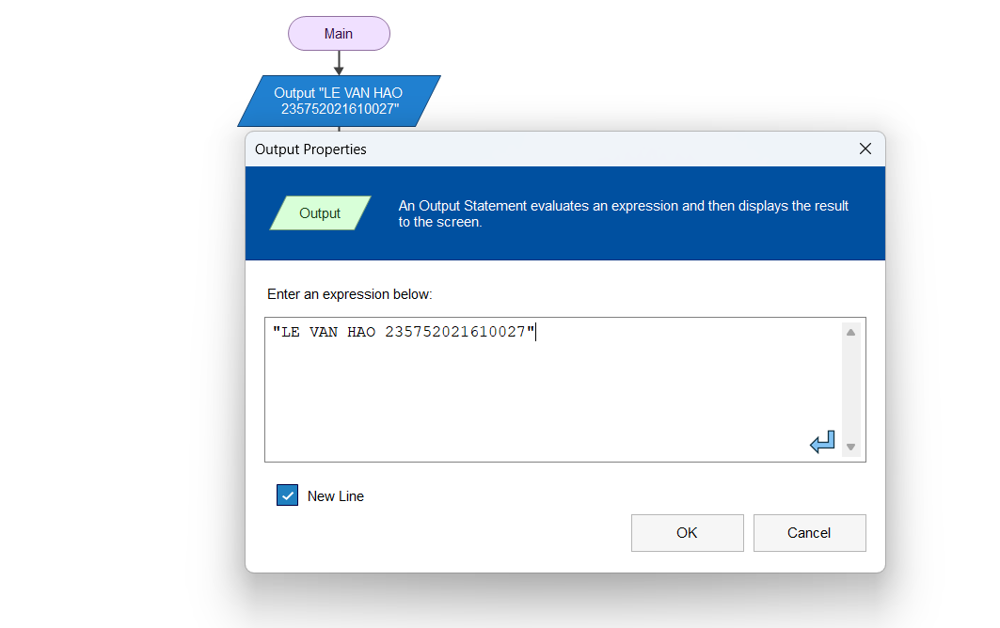 Main
Output "LE VAN HAO
235752021610027"
Output Properties
Output
An Output Statement evaluates an expression and then displays the result
to the screen.
Enter an expression below:
"LE VAN HAO 235752021610027"
New Line
OK
Cancel